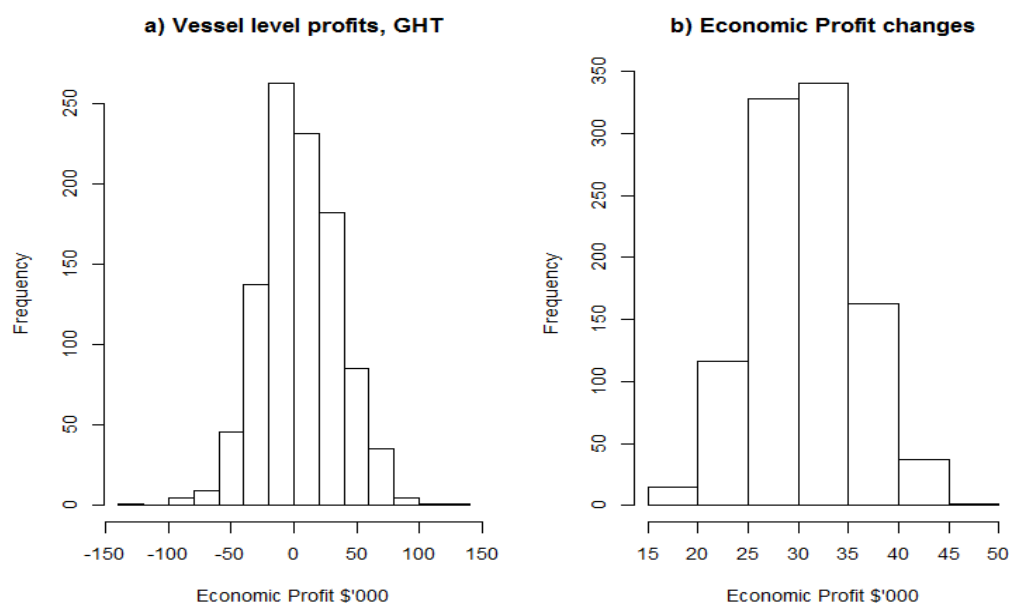 a) Vessel level profits, GHT
Frequency
0
50
100
150
200
250
-150 -100 -50 0 50 100 150
Economic Profit $'000
b) Economic Profit changes
Frequency
0
50
100
150
200
250
300
350
15 20 25 30 35 40 45 50
Economic Profit $'000